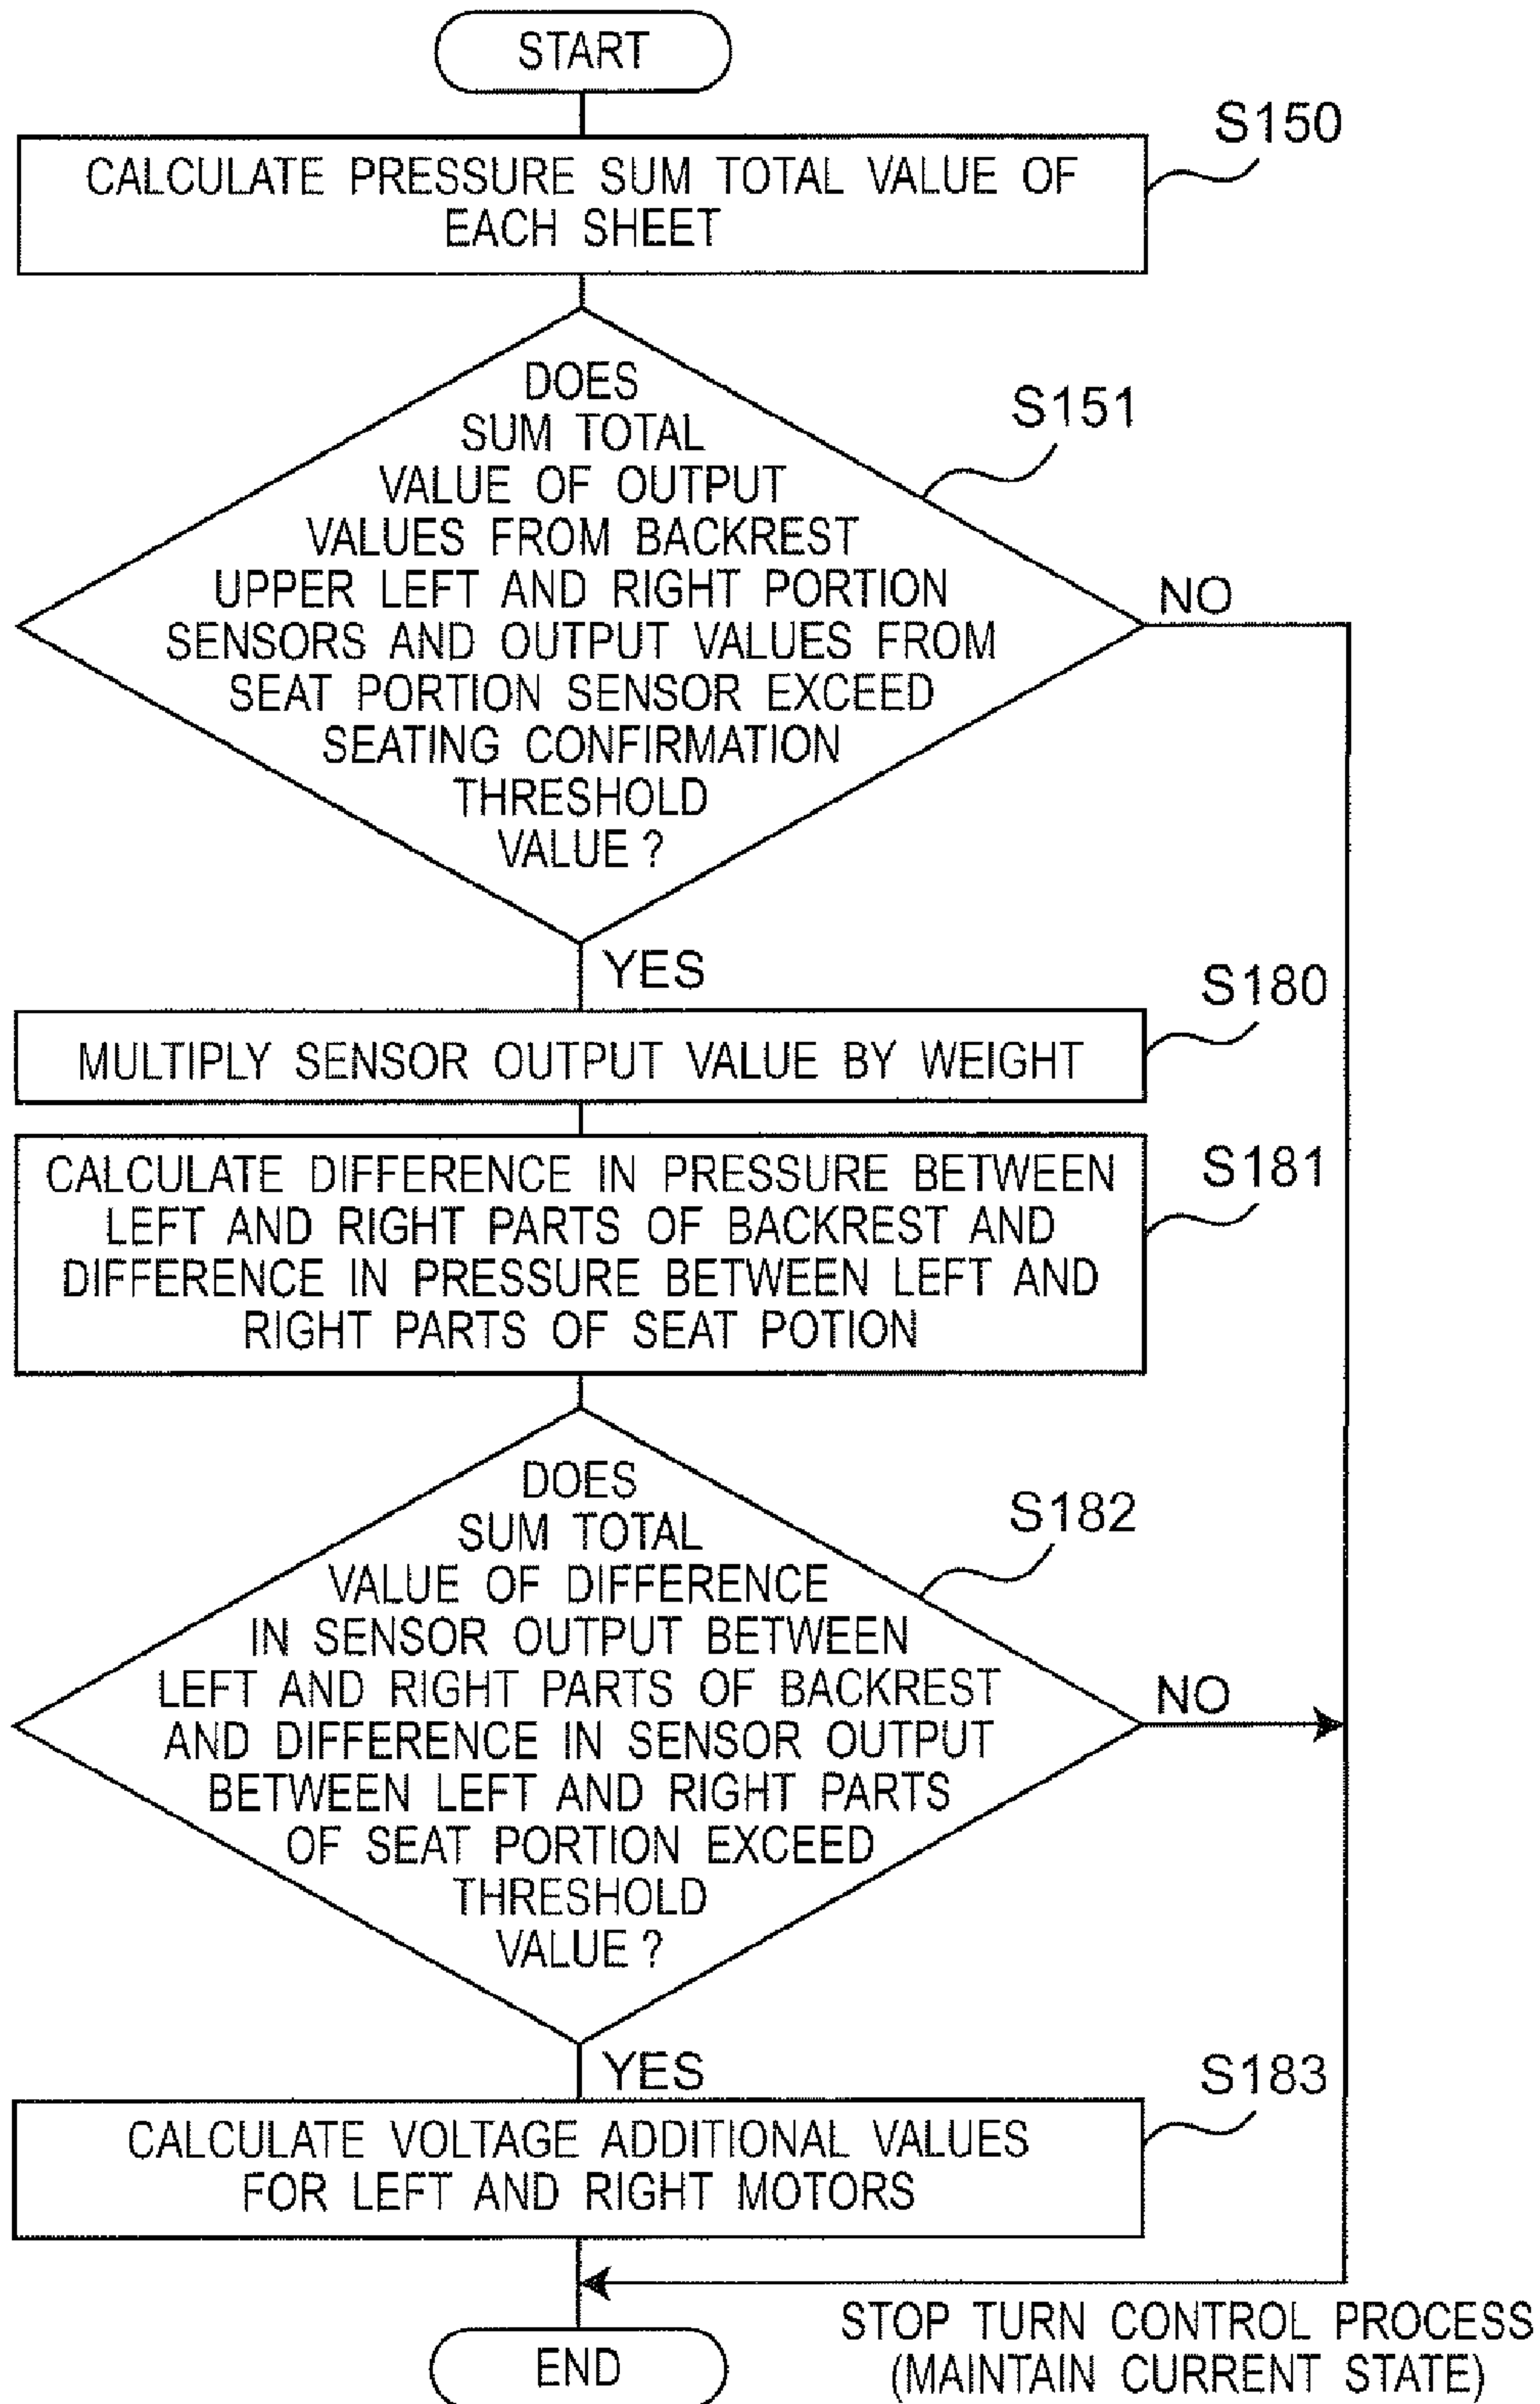 START
S150
CALCULATE PRESSURE SUM TOTAL VALUE OF
EACH SHEET
DOES
SUM TOTAL
VALUE OF OUTPUT
VALUES FROM BACKREST
UPPER LEFT AND RIGHT PORTION
SENSORS AND OUTPUT VALUES FROM
SEAT PORTION SENSOR EXCEED
SEATING CONFIRMATION
THRESHOLD
VALUE ?
S151
NO
YES
S180
MULTIPLY SENSOR OUTPUT VALUE BY WEIGHT
S181
CALCULATE DIFFERENCE IN PRESSURE BETWEEN
LEFT AND RIGHT PARTS OF BACKREST AND
DIFFERENCE IN PRESSURE BETWEEN LEFT AND
RIGHT PARTS OF SEAT POTION
DOES
SUM TOTAL
VALUE OF DIFFERENCE
IN SENSOR OUTPUT BETWEEN
LEFT AND RIGHT PARTS OF BACKREST
AND DIFFERENCE IN SENSOR OUTPUT
BETWEEN LEFT AND RIGHT PARTS
OF SEAT PORTION EXCEED
THRESHOLD
VALUE ?
S182
NO
YES
S183
CALCULATE VOLTAGE ADDITIONAL VALUES
FOR LEFT AND RIGHT MOTORS
STOP TURN CONTROL PROCESS
(MAINTAIN CURRENT STATE)
END